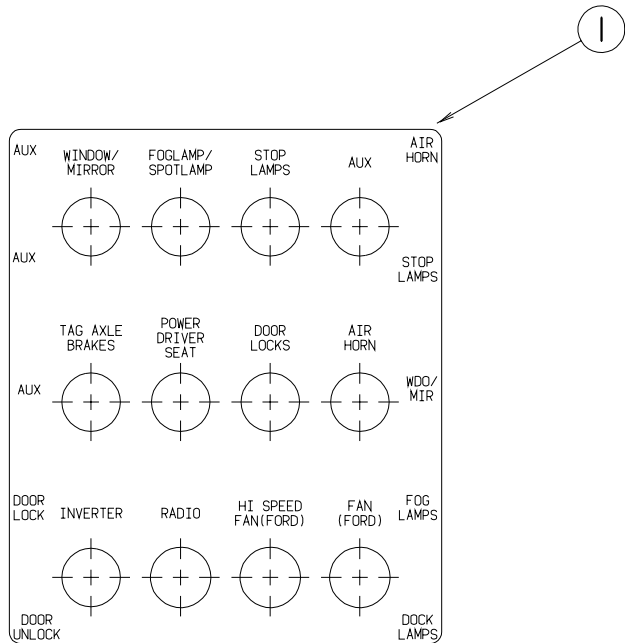 1
AUX
WINDOW/
MIRROR
FOGLAMP/
SPOTLAMP
STOP
LAMPS
AUX
AIR
HORN
AUX
STOP
LAMPS
TAG AXLE
BRAKES
POWER
DRIVER
SEAT
DOOR
LOCKS
AIR
HORN
AUX
WDO/
MIR
DOOR
LOCK
INVERTER
RADIO
HI SPEED
FAN(FORD)
FAN
(FORD)
FOG
LAMPS
DOOR
UNLOCK
DOCK
LAMPS